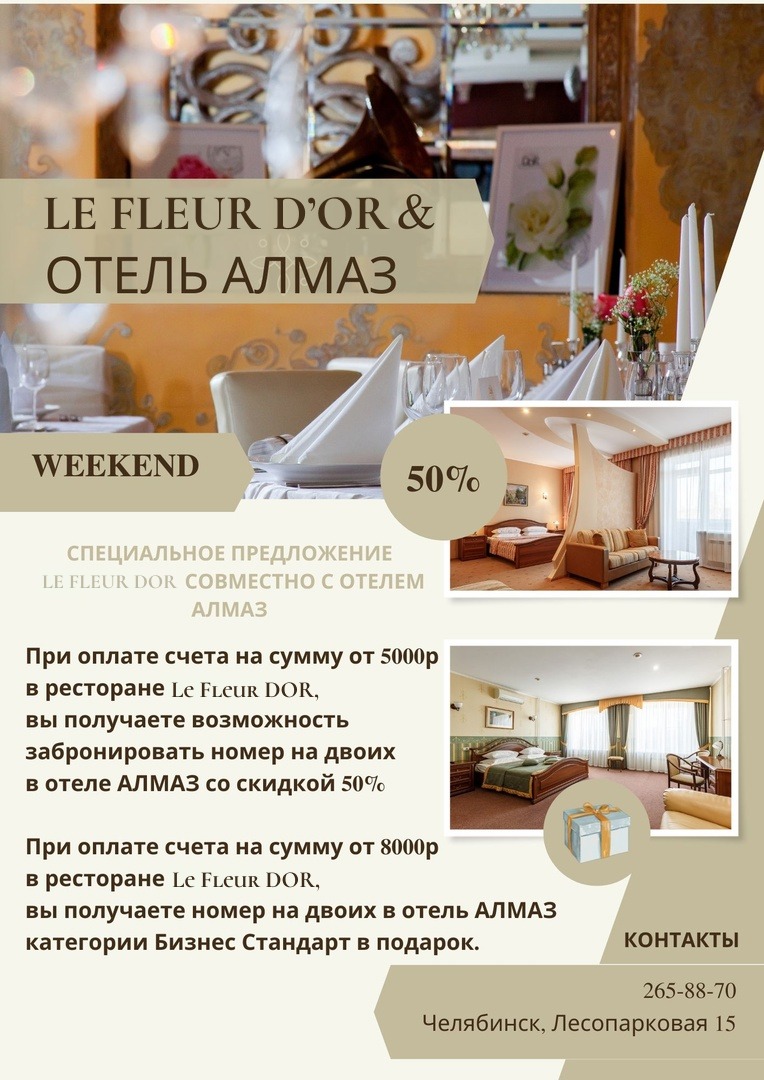 LE FLEUR D’OR &
ОТЕЛЬ АЛМАЗ
WEEKEND
50%
СПЕЦИАЛЬНОЕ ПРЕДЛОЖЕНИЕ
LE FLEUR DOR СОВМЕСТНО С ОТЕЛЕМ
АЛМАЗ
При оплате счета на сумму от 5000р
в ресторане Le Fleur DOR,
вы получаете возможность
забронировать номер на двоих
в отеле АЛМАЗ со скидкой 50%
При оплате счета на сумму от 8000р
в ресторане Le Fleur DOR,
вы получаете номер на двоих в отель АЛМАЗ
категории Бизнес Стандарт в подарок.
КОНТАКТЫ
265-88-70
Челябинск, Лесопарковая 15